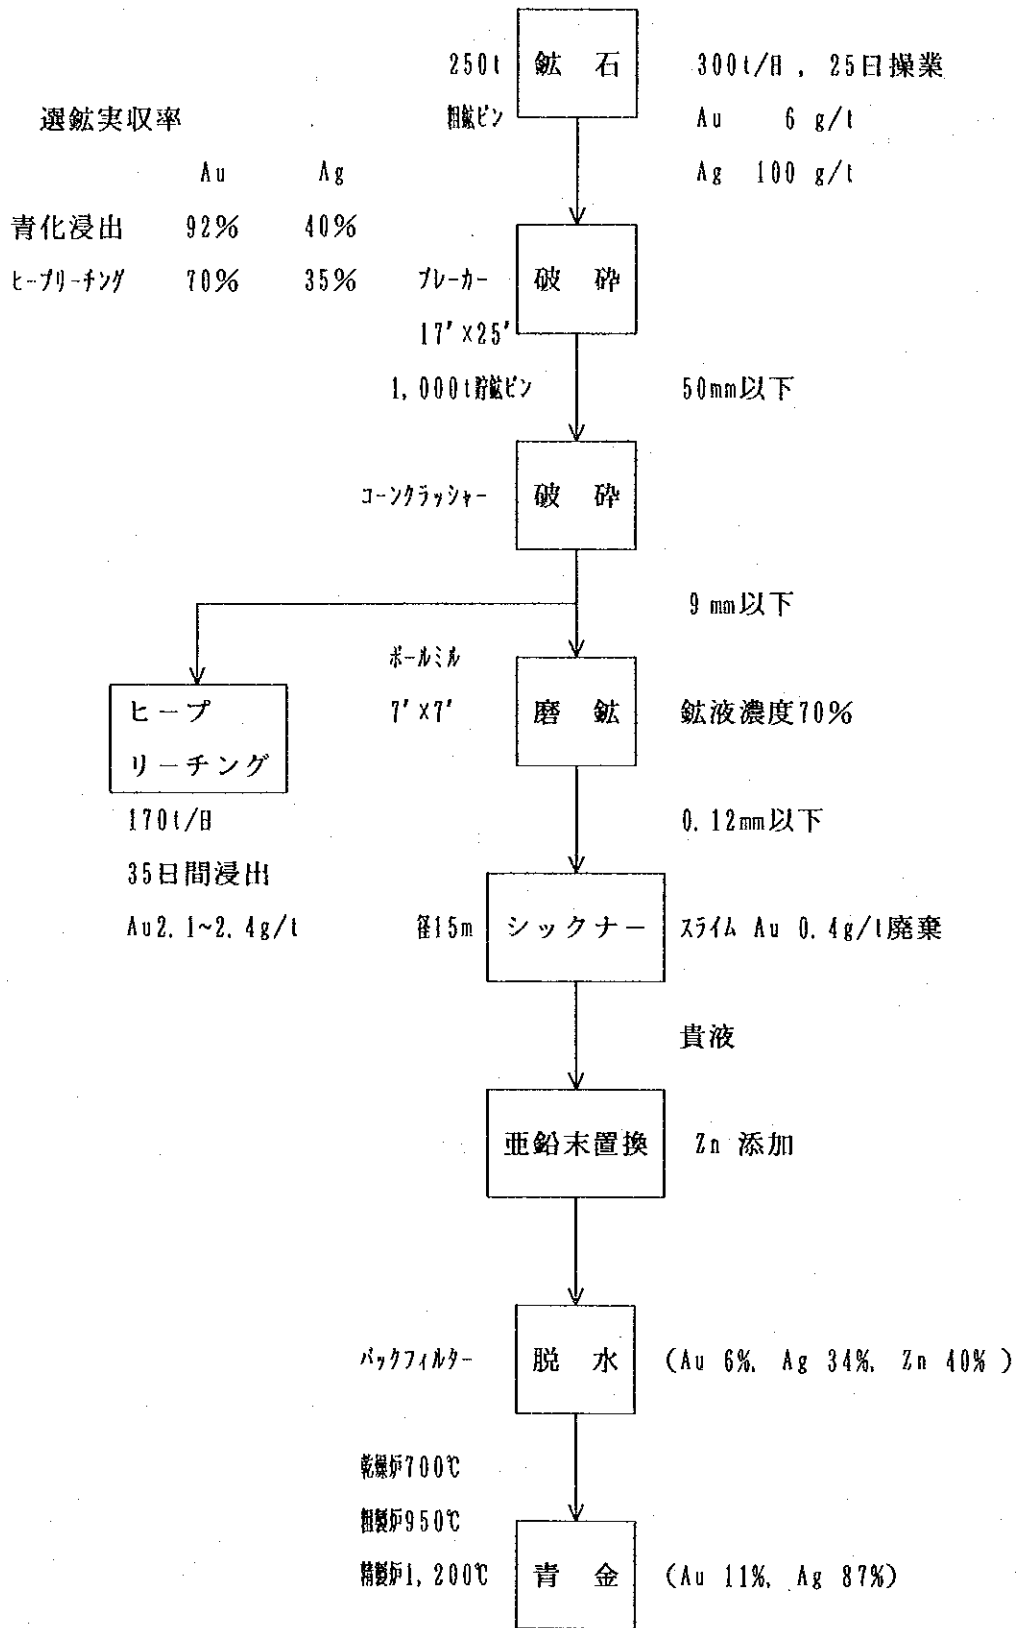 250t 鉱 石 300t/日 , 25日操業
選鉱実収率 粗鉱ビン Au 6 g/t
Au Ag Ag 100 g/t
青化浸出 92% 40%
ヒープリーチング 70% 35% ブレーカー 破 砕
17'×25'
1,000t貯鉱ビン 50mm以下
コーンクラッシャー 破 砕
9 mm以下
ボールミル
ヒープ 7'×7' 磨 鉱 鉱液濃度70%
リーチング
170t/日 0.12mm以下
35日間浸出
Au2.1~2.4g/t 径15m シックナー スライム Au 0.4g/t廃棄
貴液
亜鉛末置換 Zn 添加
バックフィルター 脱 水 (Au 6%, Ag 34%, Zn 40% )
乾燥炉700℃
粗製炉950℃
精製炉1,200℃ 青 金 (Au 11%, Ag 87%)